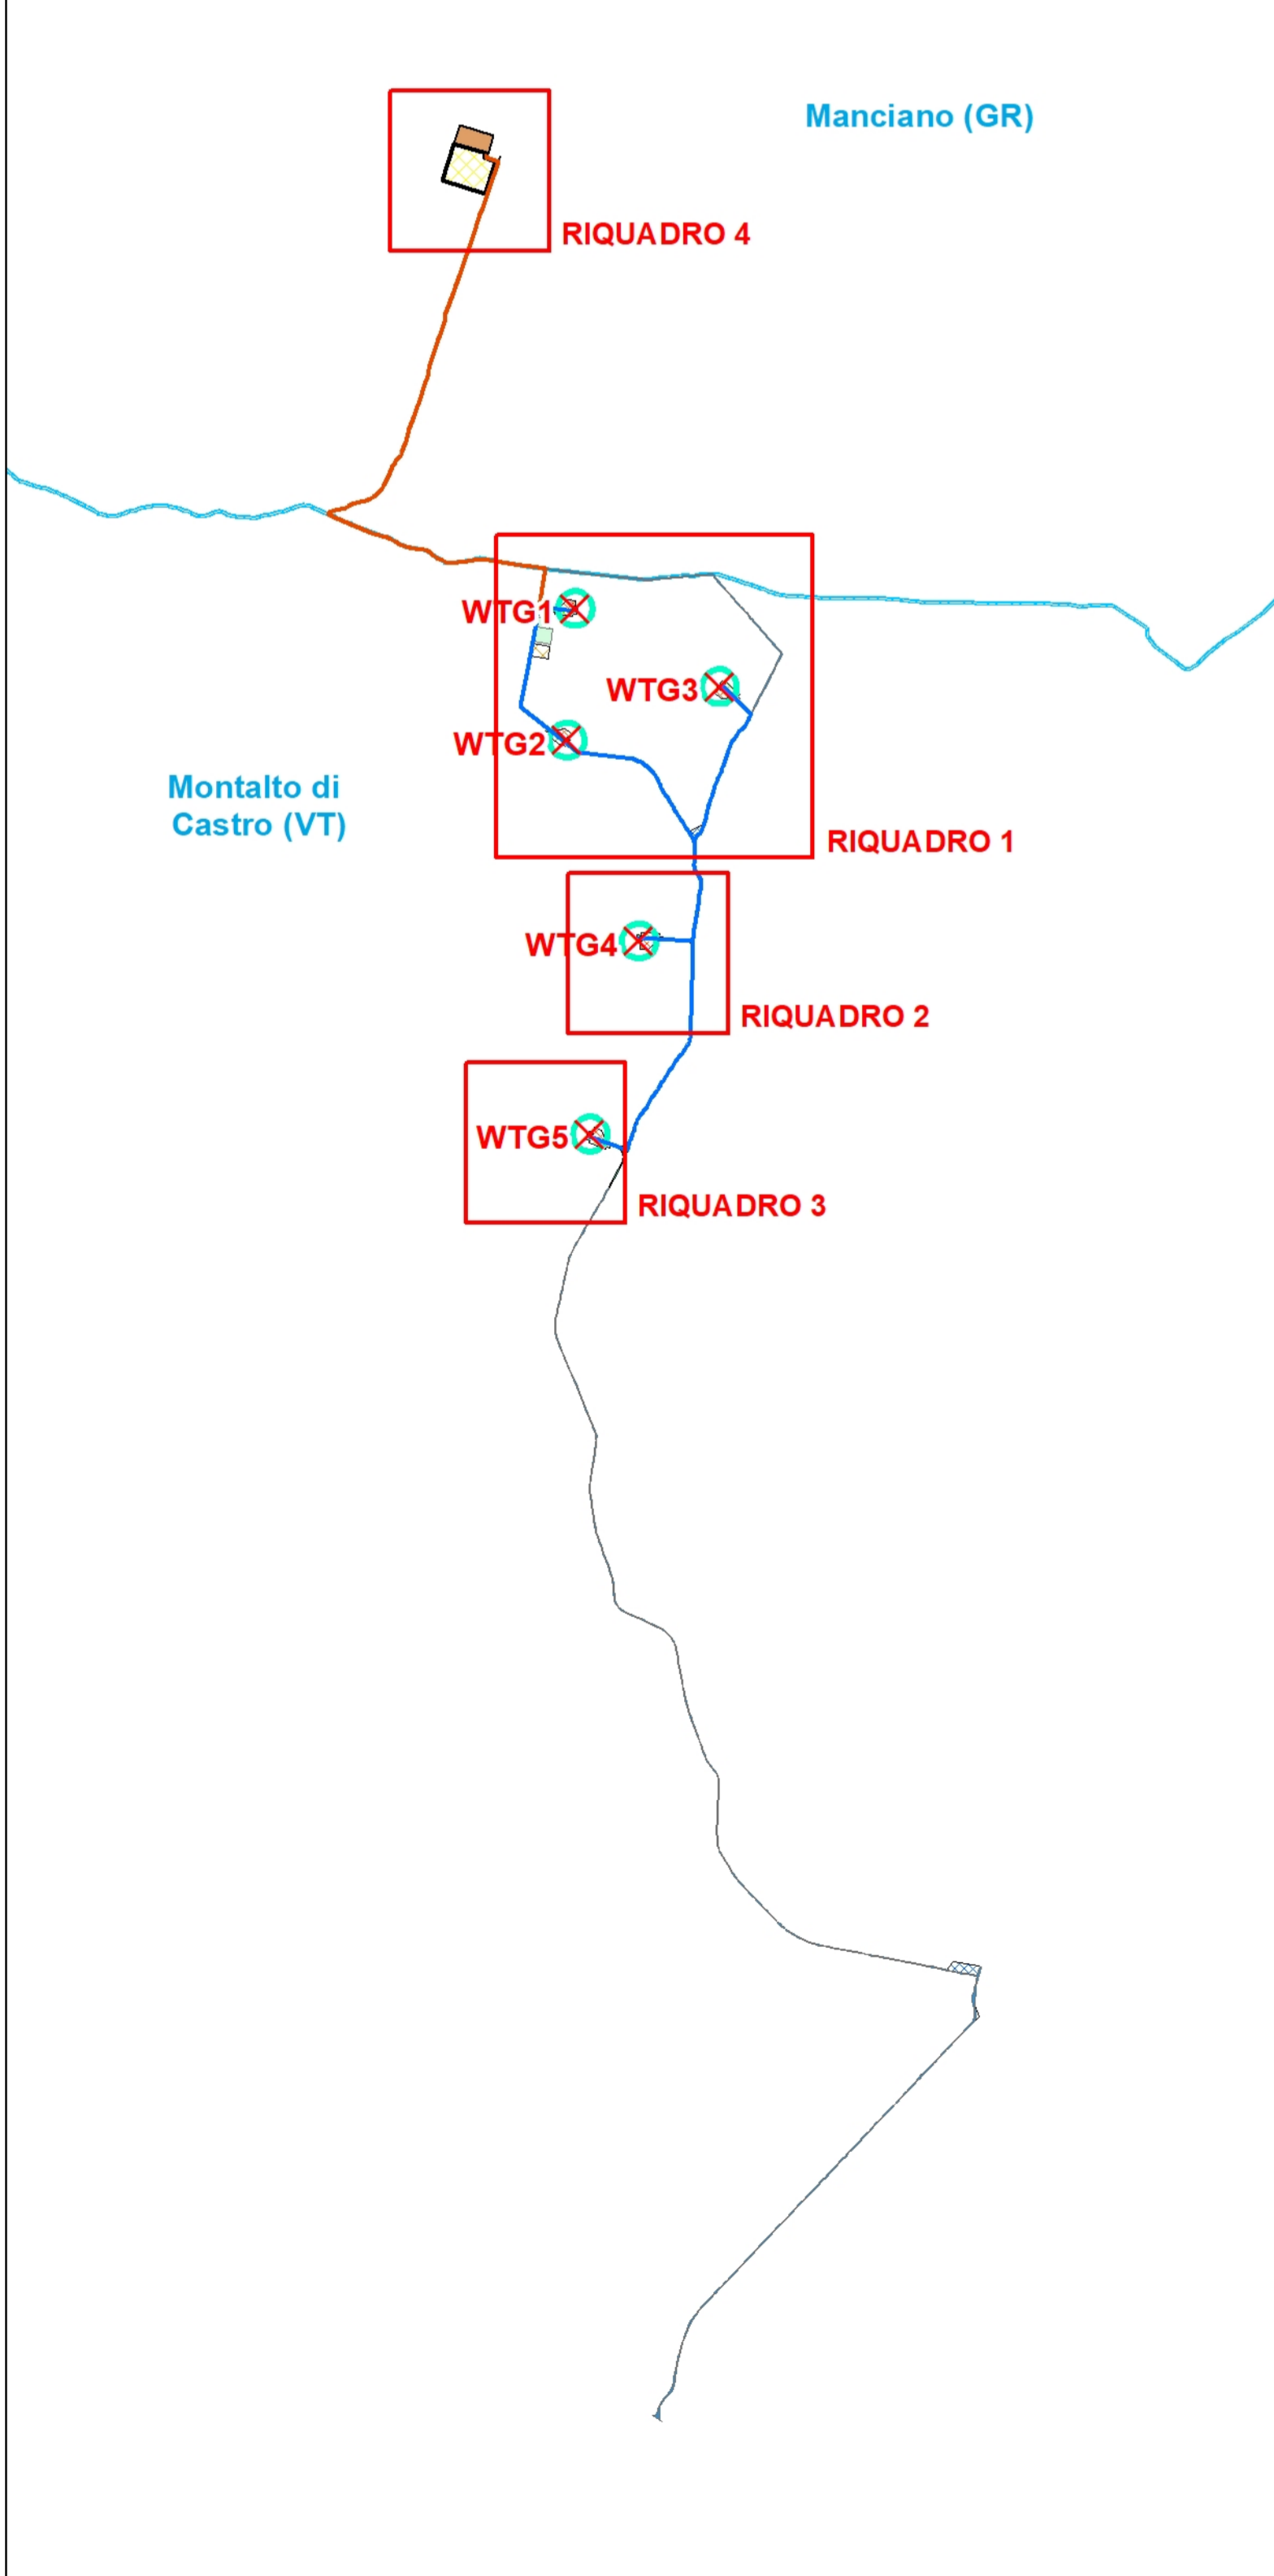 Manciano (GR)
RIQUADRO 4
WTG1
WTG3
WTG2
Montalto di
Castro (VT)
RIQUADRO 1
WTG4
RIQUADRO 2
WTG5
RIQUADRO 3